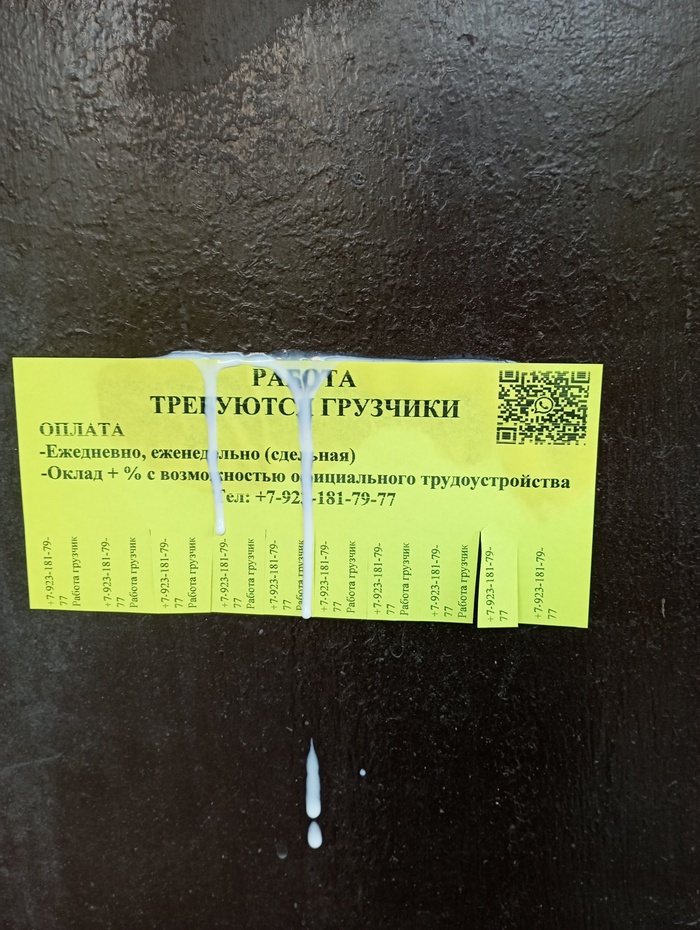 РАБОТА
ТРЕБУЮТСЯ ГРУЗЧИКИ
ОПЛАТА
-Ежедневно, еженедельно (сдельная)
-Оклад + % с возможностью официального трудоустройства
Тел: +7-923-181-79-77
+7-923-181-79-
77
Работа грузчик
+7-923-181-79-
77
Работа грузчик
+7-923-181-79-
77
Работа грузчик
+7-923-181-79-
77
Работа грузчик
+7-923-181-79-
77
Работа грузчик
+7-923-181-79-
77
Работа грузчик
+7-923-181-79-
77
Работа грузчик
+7-923-181-79-
77
Работа грузчик
+7-923-181-79-
77
+7-923-181-79-
77